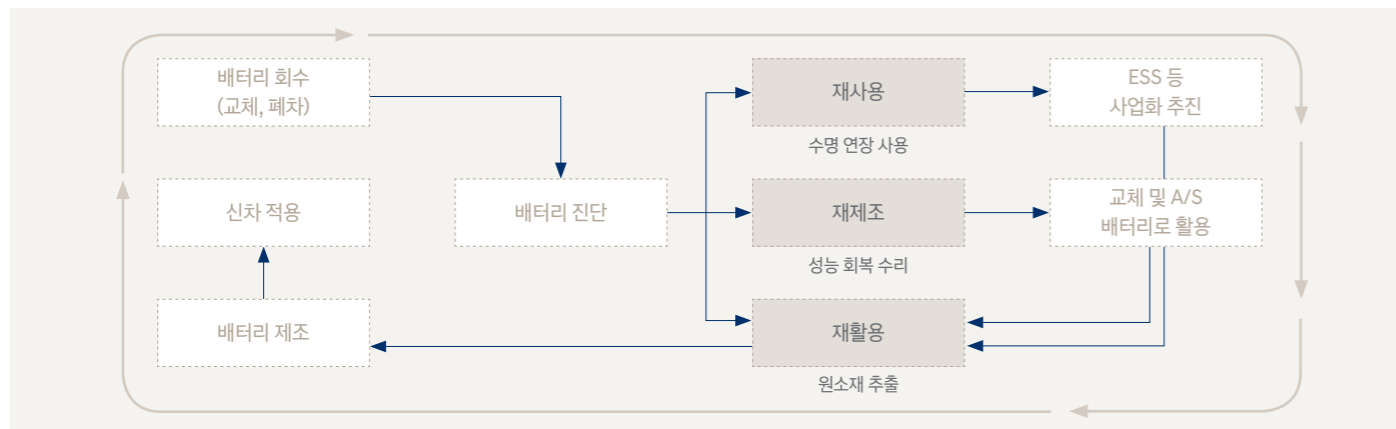 배터리 회수
(교체, 폐차)
재사용
수명 연장 사용
ESS 등
사업화 추진
신차 적용
배터리 진단
재제조
성능 회복 수리
교체 및 A/S
배터리로 활용
배터리 제조
재활용
원소재 추출